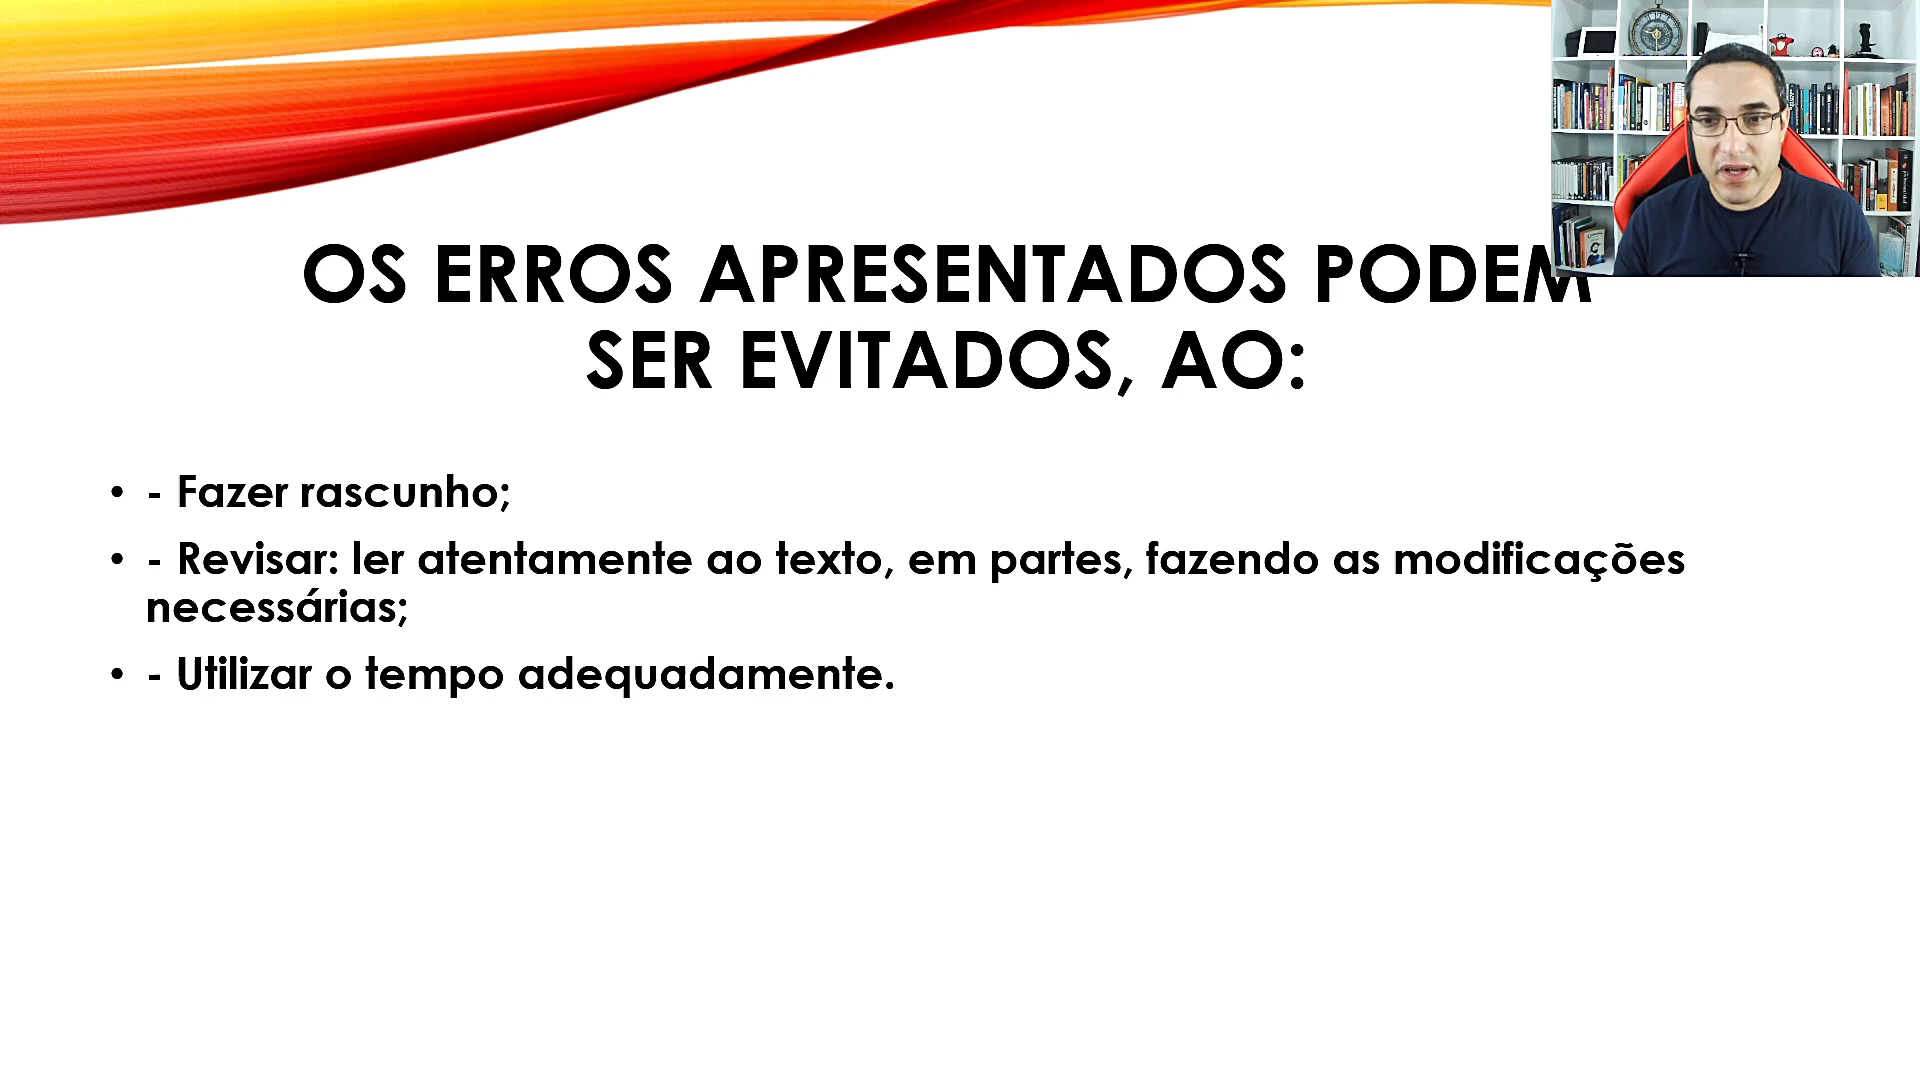 OS ERROS APRESENTADOS PODEM
SER EVITADOS, AO:
• - Fazer rascunho;
• - Revisar: ler atentamente ao texto, em partes, fazendo as modificações
necessárias;
• - Utilizar o tempo adequadamente.